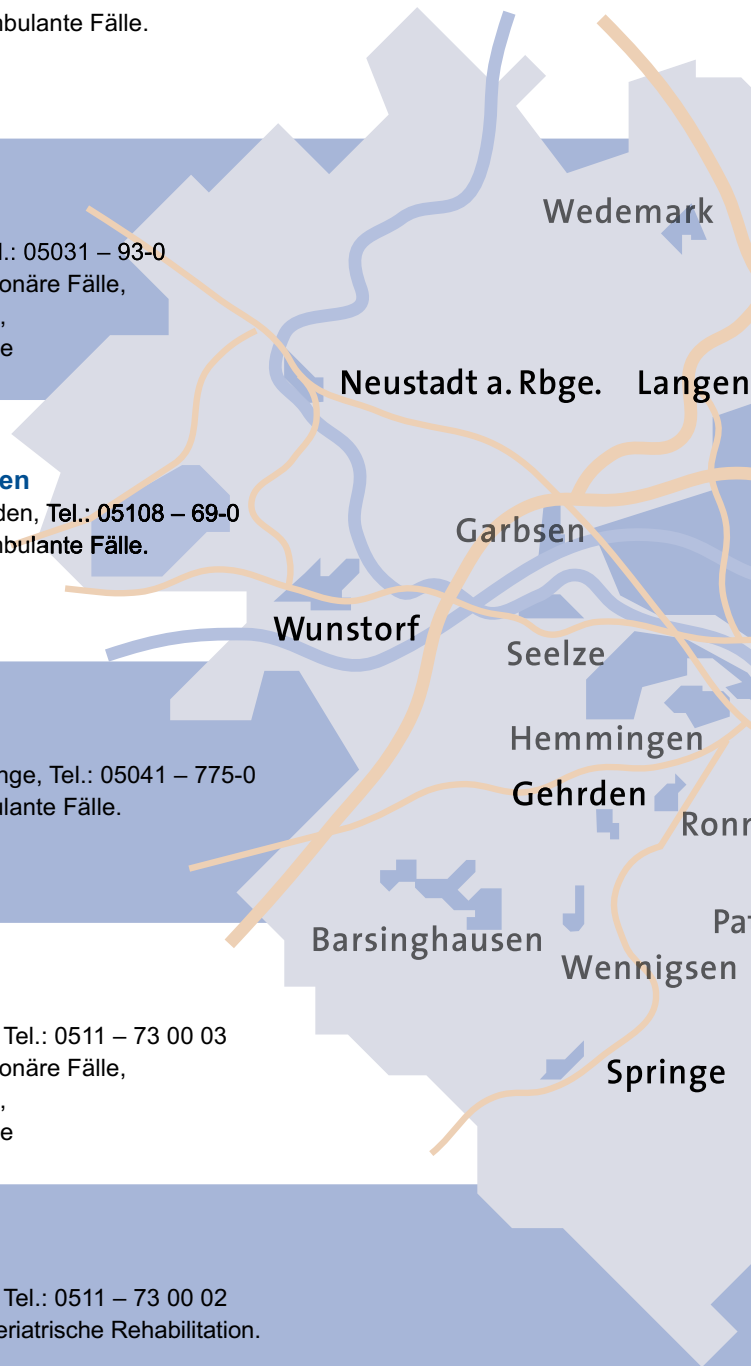 mbulante Fälle.
l.: 05031 – 93-0
onäre Fälle,
,
e
en
den, Tel.: 05108 – 69-0
nbulante Fälle.
nge, Tel.: 05041 – 775-0
ulante Fälle.
Tel.: 0511 – 73 00 03
onäre Fälle,
,
e
Tel.: 0511 – 73 00 02
eriatrische Rehabilitation.
Wedemark
Neustadt a. Rbge.
Langen
Garbsen
Wunstorf
Seelze
Hemmingen
Gehrden
Ronn
Pat
Barsinghausen
Wennigsen
Springe